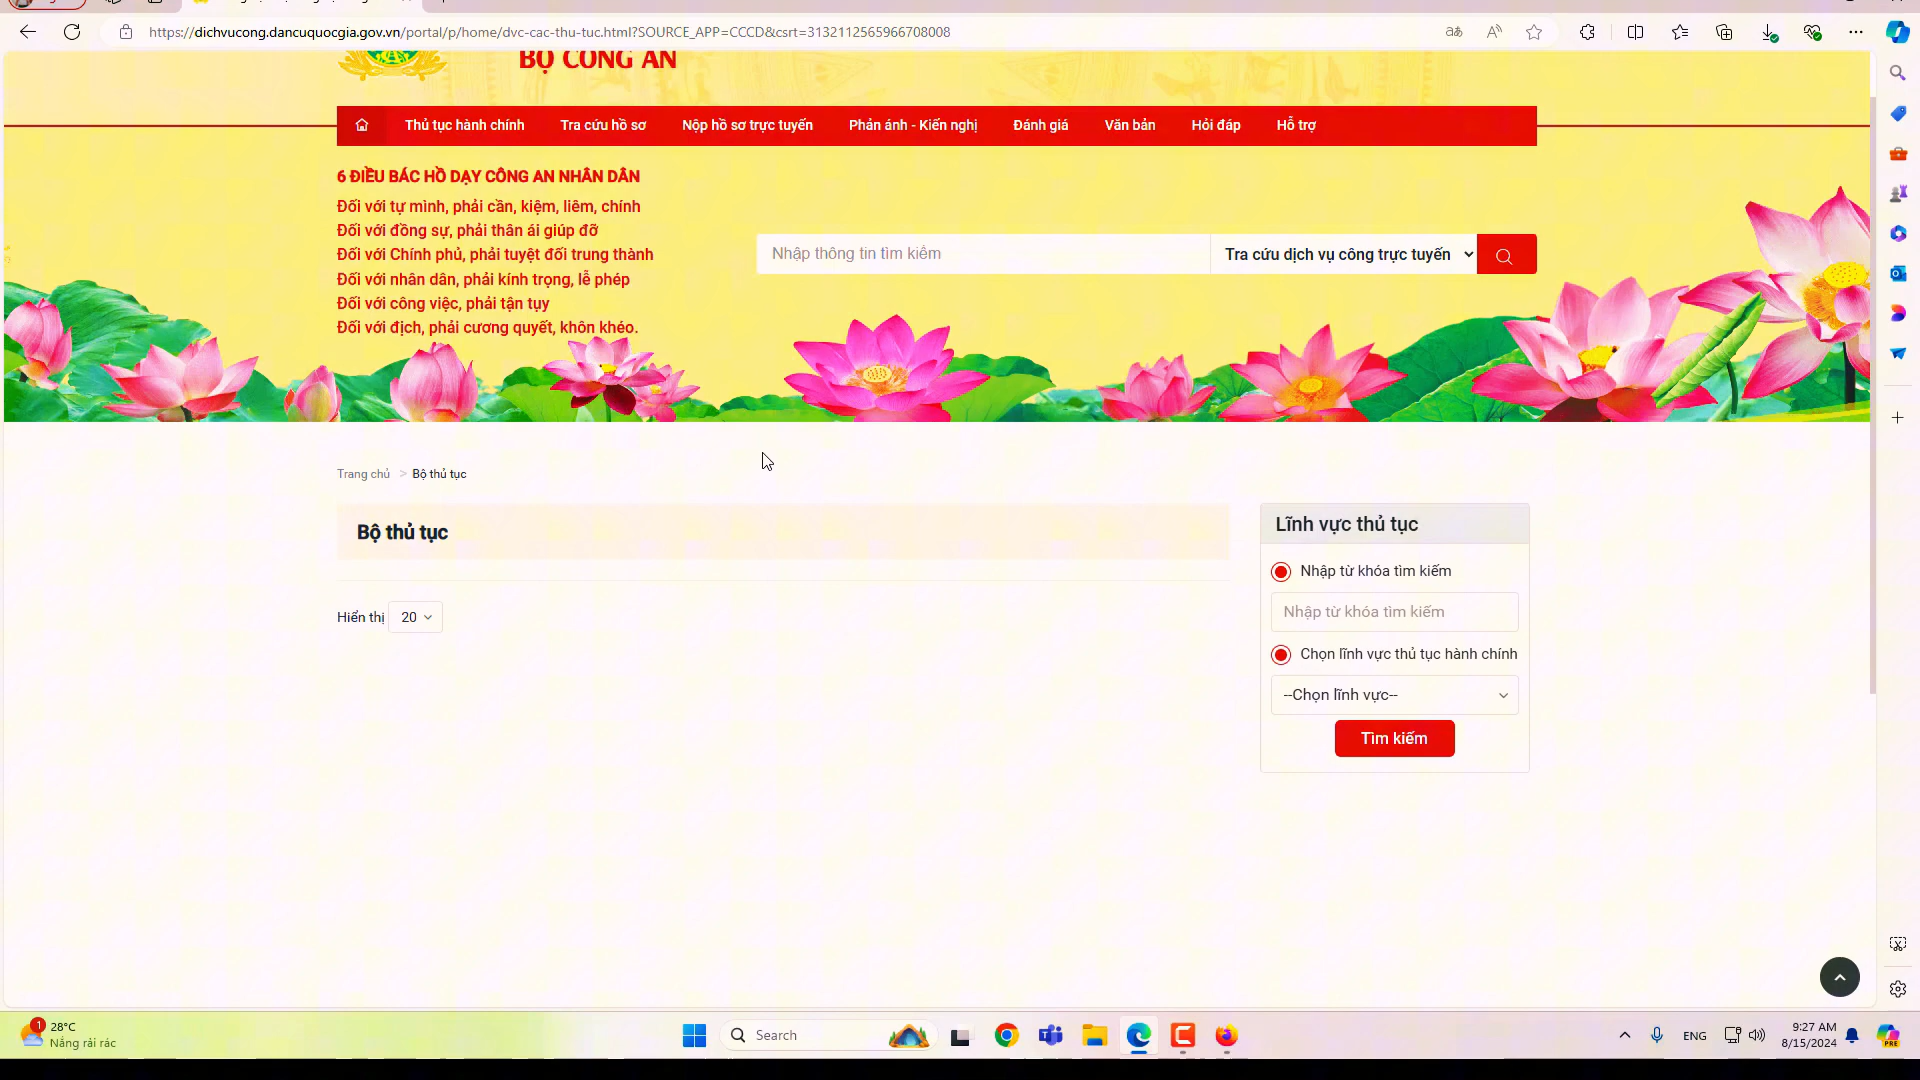 https://dichvucong.dancuquocgia.gov.vn/portal/p/home/dvc-cac-thu-tuc.html?SOURCE_APP=CCCD&csrt=3132112565966708008
BỘ CÔNG AN
Thủ tục hành chính Tra cứu hồ sơ Nộp hồ sơ trực tuyến Phản ánh - Kiến nghị Đánh giá Văn bản Hỏi đáp Hỗ trợ
6 ĐIỀU BÁC HỒ DẠY CÔNG AN NHÂN DÂN
Đối với tự mình, phải cần, kiệm, liêm, chính
Đối với đồng sự, phải thân ái giúp đỡ
Đối với Chính phủ, phải tuyệt đối trung thành
Đối với nhân dân, phải kính trọng, lễ phép
Đối với công việc, phải tận tụy
Đối với địch, phải cương quyết, khôn khéo.
Nhập thông tin tìm kiếm Tra cứu dịch vụ công trực tuyến
Trang chủ > Bộ thủ tục
Bộ thủ tục
Hiển thị 20
Lĩnh vực thủ tục
Nhập từ khóa tìm kiếm
Nhập từ khóa tìm kiếm
Chọn lĩnh vực thủ tục hành chính
--Chọn lĩnh vực--
Tìm kiếm
1
28°C
Nắng rải rác
Search
ENG
9:27 AM
8/15/2024
PRE